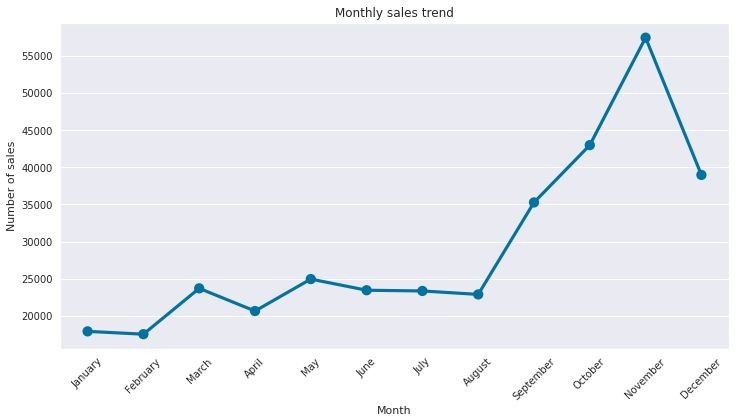 Monthly sales trend
Number of sales
55000
50000
45000
40000
35000
30000
25000
20000
January
February
March
April
May
June
July
August
September
October
November
December
Month